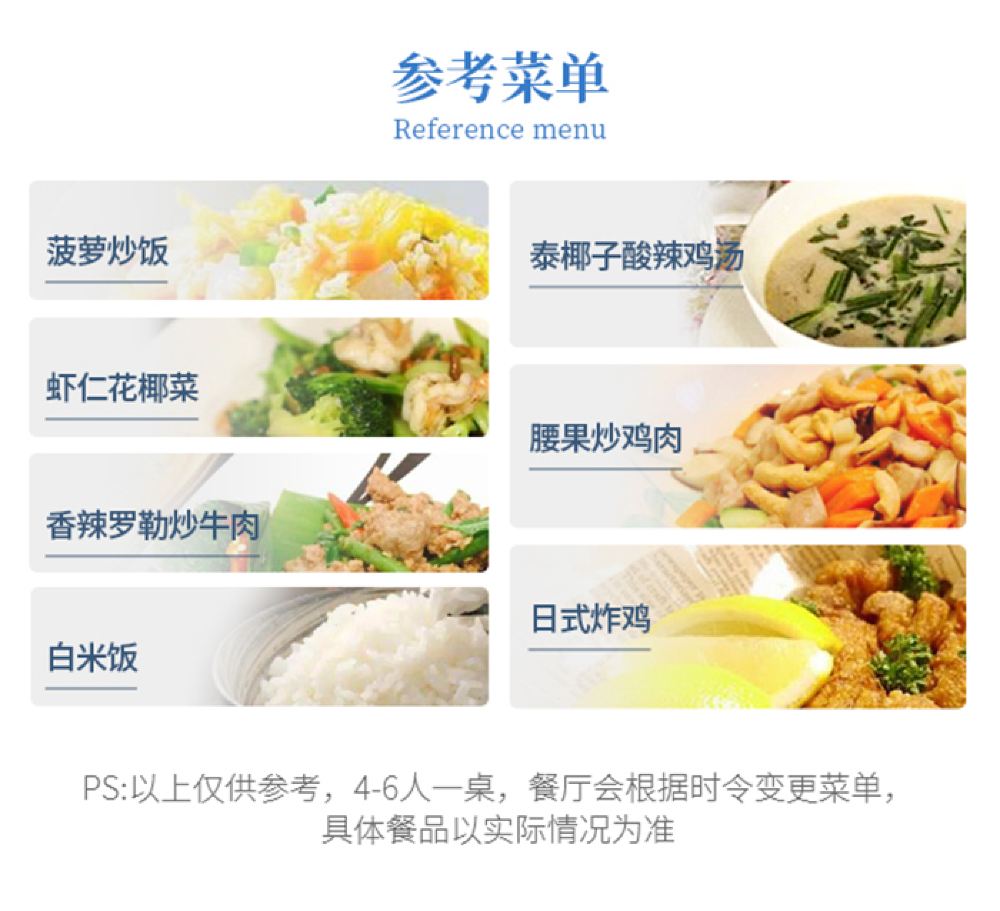 参考菜单
Reference menu
菠萝炒饭
虾仁花椰菜
香辣罗勒炒牛肉
白米饭
泰椰子酸辣鸡汤
腰果炒鸡肉
日式炸鸡
PS:以上仅供参考，4-6人一桌，餐厅会根据时令变更菜单，
具体餐品以实际情况为准